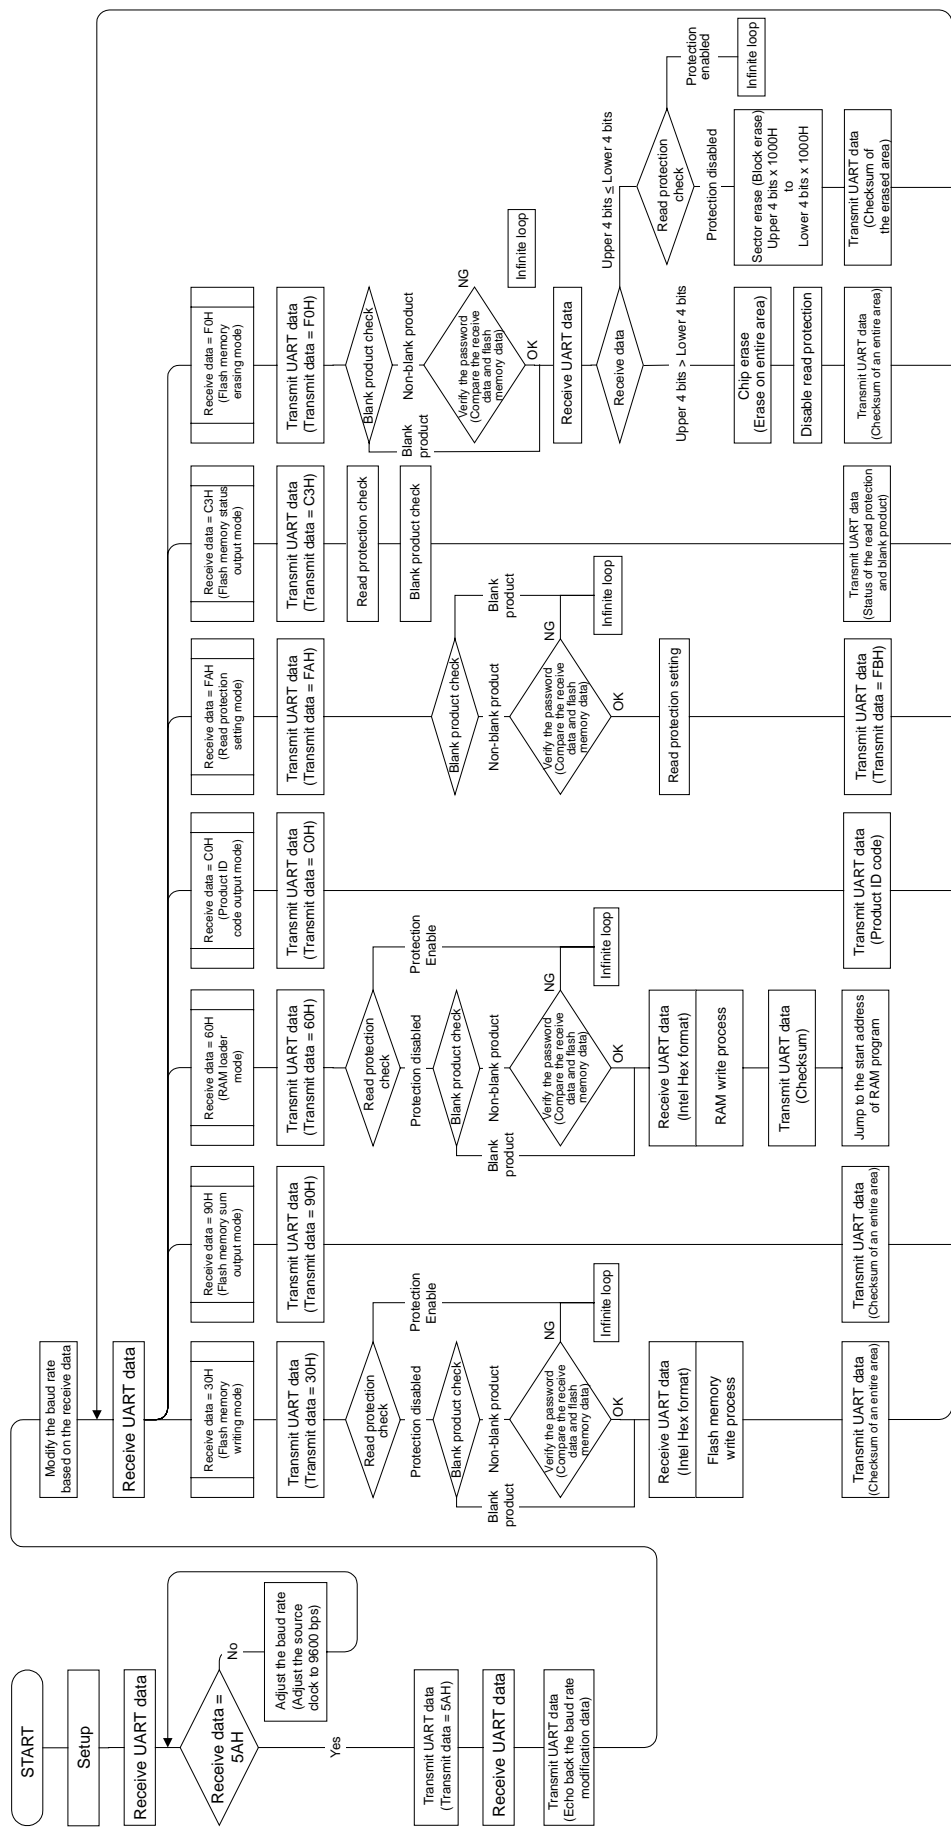 START
Setup
Receive UART data
Receive data =
5AH
No
Adjust the baud rate
(Adjust the source
clock to 9600 bps)
Yes
Transmit UART data
(Transmit data = 5AH)
Receive UART data
Transmit UART data
(Echo back the baud rate
modification data)
Modify the baud rate
based on the receive data
Receive UART data
Receive data = 30H
(Flash memory
writing mode)
Transmit UART data
(Transmit data = 30H)
Read protection
check
Protection
Enable
Protection disabled
Blank product check
Blank
product
Non-blank product
Verify the password
(Compare the receive
data and flash
memory data)
NG
Infinite loop
OK
Receive UART data
(Intel Hex format)
Flash memory
write process
Transmit UART data
(Checksum of an entire area)
Receive data = 90H
(Flash memory sum
output mode)
Transmit UART data
(Transmit data = 90H)
Transmit UART data
(Checksum of an entire area)
Receive data = 60H
(RAM loader
mode)
Transmit UART data
(Transmit data = 60H)
Read protection
check
Protection
Enable
Protection disabled
Blank product check
Blank
product
Non-blank product
Verify the password
(Compare the receive
data and flash
memory data)
NG
Infinite loop
OK
Receive UART data
(Intel Hex format)
RAM write process
Transmit UART data
(Checksum)
Jump to the start address
of RAM program
Receive data = C0H
(Product ID
code output mode)
Transmit UART data
(Transmit data = C0H)
Transmit UART data
(Product ID code)
Receive data = FAH
(Read protection
setting mode)
Transmit UART data
(Transmit data = FAH)
Blank product check
Blank
product
Non-blank product
Verify the password
(Compare the receive
data and flash
memory data)
NG
Infinite loop
OK
Read protection setting
Transmit UART data
(Transmit data = FBH)
Receive data = C3H
(Flash memory status
output mode)
Transmit UART data
(Transmit data = C3H)
Read protection check
Blank product check
Transmit UART data
(Status of the read protection
and blank product)
Receive data = F0H
(Flash memory
erasing mode)
Transmit UART data
(Transmit data = F0H)
Blank product check
Blank
product
Non-blank product
Verify the password
(Compare the receive
data and flash
memory data)
NG
Infinite loop
OK
Receive UART data
Receive data
Upper 4 bits > Lower 4 bits
Chip erase
(Erase on entire area)
Disable read protection
Transmit UART data
(Checksum of an entire area)
Upper 4 bits ≤ Lower 4 bits
Read protection
check
Protection
enabled
Infinite loop
Protection disabled
Sector erase (Block erase)
Upper 4 bits x 1000H
to
Lower 4 bits x 1000H
Transmit UART data
(Checksum of
the erased area)